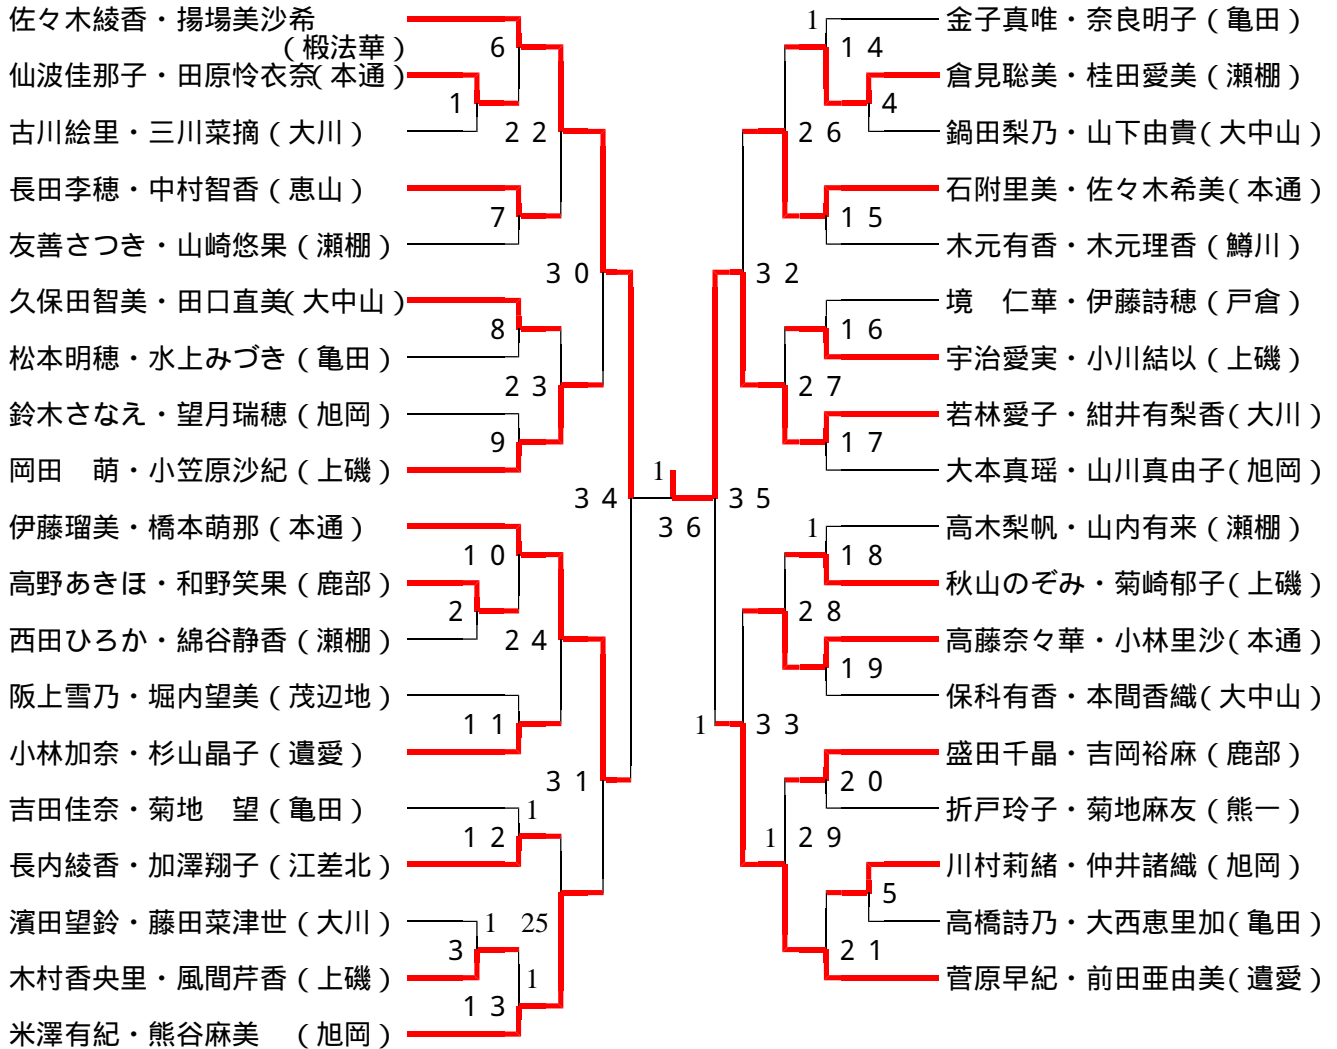 佐々木綾香・揚場美沙希
(椴法華)
仙波佳那子・田原怜衣奈(本通)
古川絵里・三川菜摘(大川)
長田李穂・中村智香(恵山)
友善さつき・山崎悠果(瀬棚)
久保田智美・田口直美(大中山)
松本明穂・水上みづき(亀田)
鈴木さなえ・望月瑞穂(旭岡)
岡田　萌・小笠原沙紀(上磯)
伊藤瑠美・橋本萌那(本通)
高野あきほ・和野笑果(鹿部)
西田ひろか・綿谷静香(瀬棚)
阪上雪乃・堀内望美(茂辺地)
小林加奈・杉山晶子(遺愛)
吉田佳奈・菊地　望(亀田)
長内綾香・加澤翔子(江差北)
濱田望鈴・藤田菜津世(大川)
木村香央里・風間芹香(上磯)
米澤有紀・熊谷麻美　(旭岡)
6
1
22
7
30
8
23
9
34
10
2
24
11
31
1
12
1
25
3
1
13
1
36
35
1
14
4
26
15
32
16
27
17
1
18
28
19
1
33
20
1
29
5
21
金子真唯・奈良明子(亀田)
倉見聡美・桂田愛美(瀬棚)
鍋田梨乃・山下由貴(大中山)
石附里美・佐々木希美(本通)
木元有香・木元理香(鱒川)
境　仁華・伊藤詩穂(戸倉)
宇治愛実・小川結以(上磯)
若林愛子・紺井有梨香(大川)
大本真瑶・山川真由子(旭岡)
高木梨帆・山内有来(瀬棚)
秋山のぞみ・菊崎郁子(上磯)
高藤奈々華・小林里沙(本通)
保科有香・本間香織(大中山)
盛田千晶・吉岡裕麻(鹿部)
折戸玲子・菊地麻友(熊一)
川村莉緒・仲井諸織(旭岡)
高橋詩乃・大西恵里加(亀田)
菅原早紀・前田亜由美(遺愛)